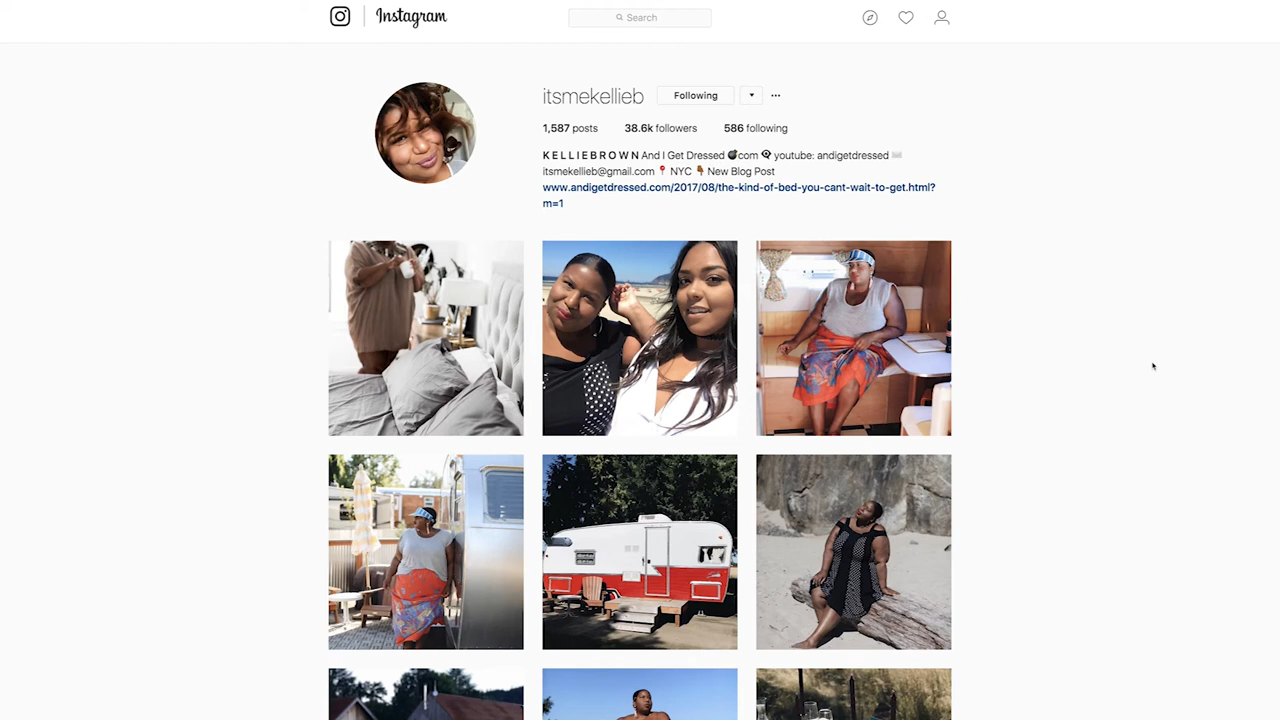 Instagram
Search
itsmekellieb Following
1,587 posts 38.6k followers 586 following
K E L L I E B R O W N And I Get Dressed 💣com 👁️‍🗨️ youtube: andigetdressed ✉️
itsmekellieb@gmail.com 📍 NYC 👇🏾 New Blog Post
www.andigetdressed.com/2017/08/the-kind-of-bed-you-cant-wait-to-get.html?
m=1